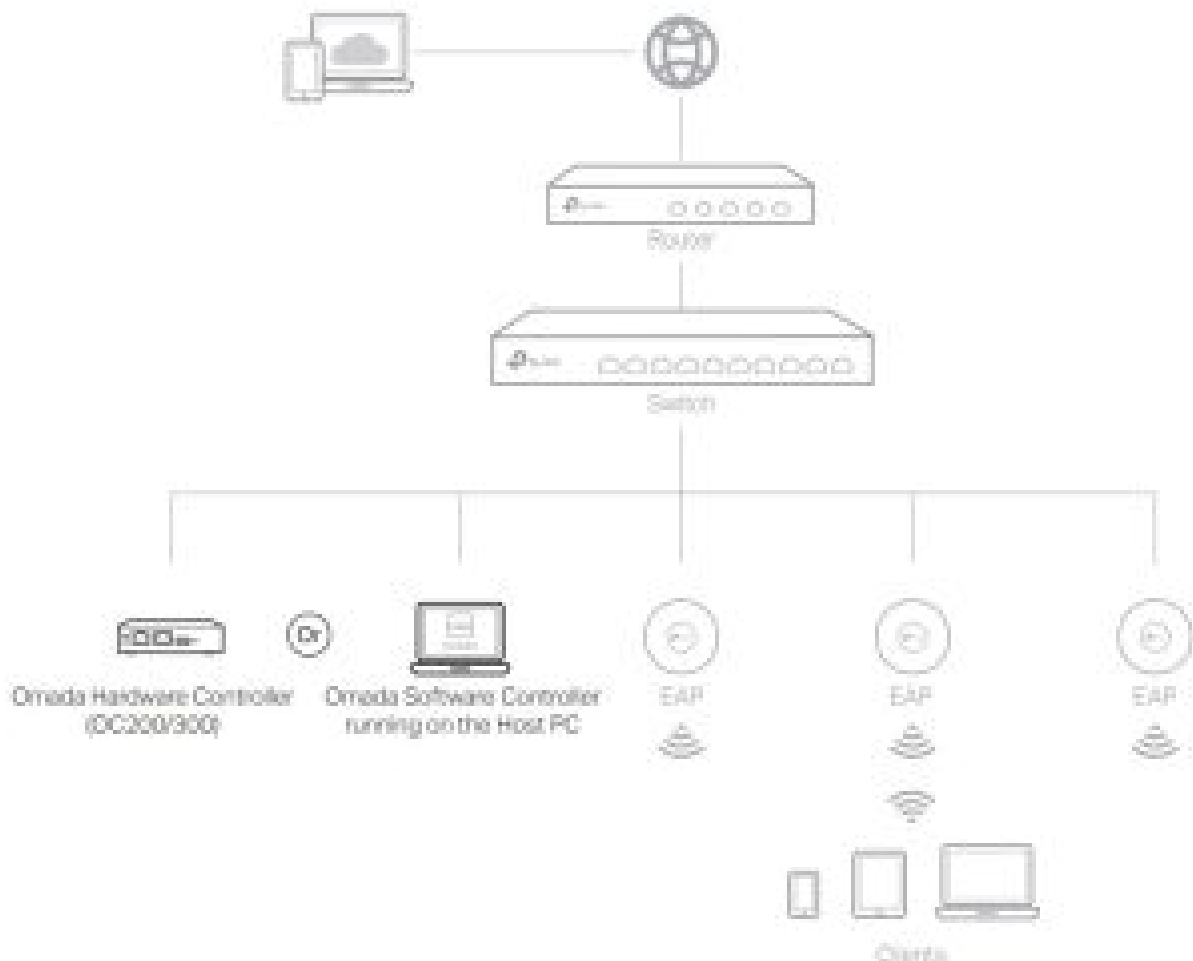 Router
Switch
Or
Omada Hardware Controller
(OC200/300)
Omada Software Controller
running on the Host PC
EAP
EAP
EAP
Clients